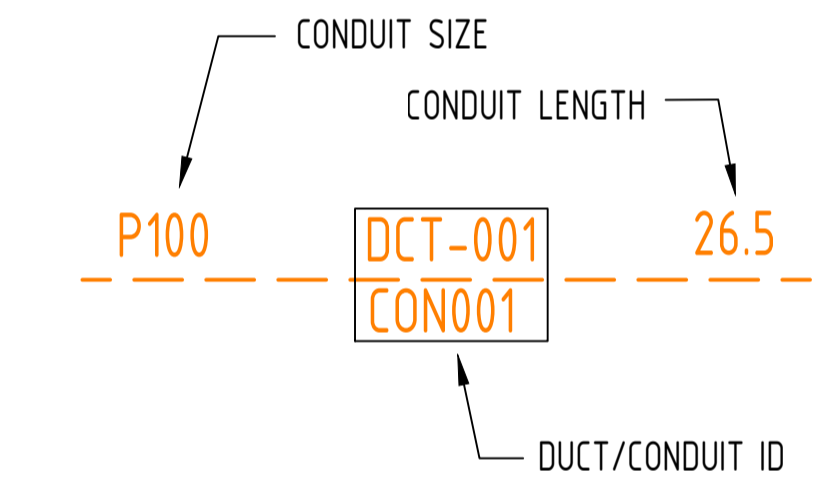 CONDUIT SIZE
CONDUIT LENGTH
P100
DCT-001
CON001
26.5
DUCT/CONDUIT ID